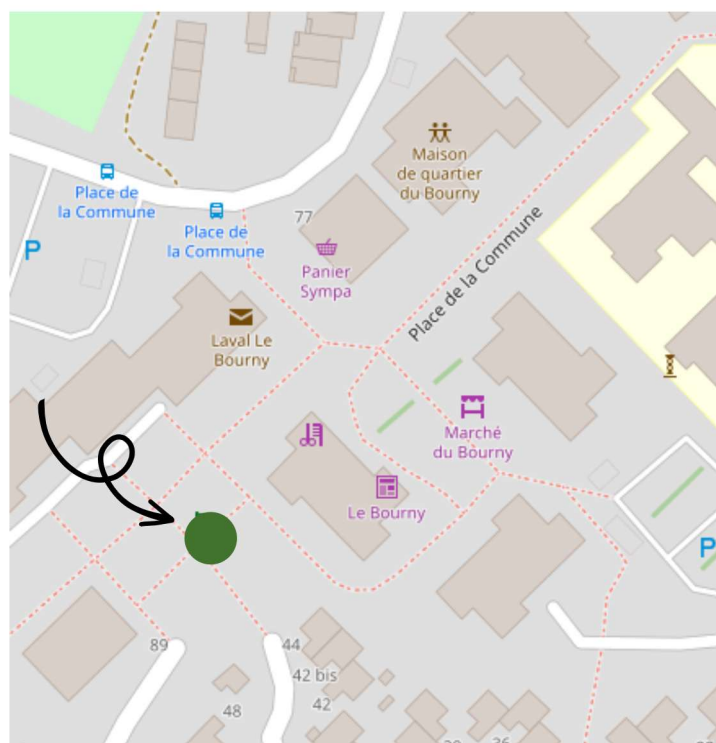 Maison
de quartier
du Bourny
Place de
la Commune
Place de
la Commune
77
P
Panier
Sympa
Place de la Commune
Laval Le
Bourny
Marché
du Bourny
Le Bourny
P
89
44
42 bis
42
48
36